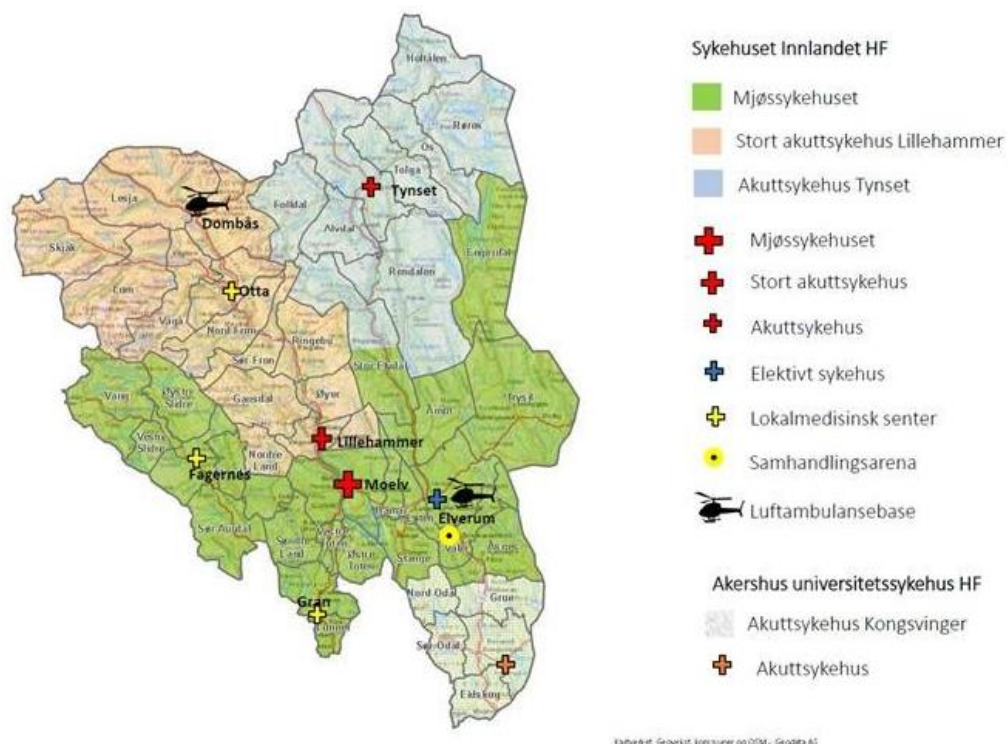 Sykehuset Innlandet HF
Mjøssykehuset
Stort akuttsykehus Lillehammer
Akuttsykehus Tynset
Mjøssykehuset
Stort akuttsykehus
Akuttsykehus
Elektivt sykehus
Lokalmedisinsk senter
Samhandlingsarena
Luftambulansebase
Akershus universitetssykehus HF
Akuttsykehus Kongsvinger
Akuttsykehus
Holtålen
Røros
Os
Tolga
Tynset
Folldal
Alvdal
Lesja
Dombås
Skjåk
Engerdal
Rendalen
Lom
Otta
Vågå
Nord Fron
Ringebu
Sør Fron
Stor Elvdal
Vang
Øystre
Slidre
Gausdal
Øyer
Åmot
Trysil
Vestre
Slidre
Lillehammer
Nordre
Land
Fagernes
Moelv
Elverum
Sør Aurdal
Søndre
Land
Vestre
Toten
Østre
Toten
Stange
Våler
Åsnes
Gran
Nord Odal
Grue
Sør Odal
Eidskog